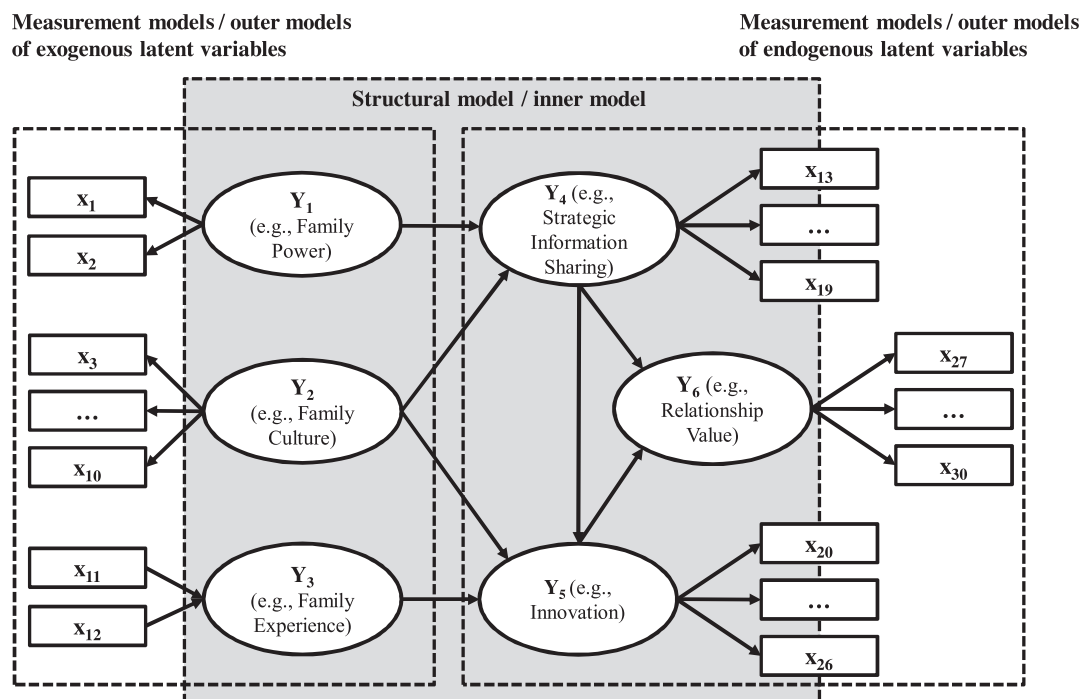 Measurement models / outer models
of exogenous latent variables
Measurement models / outer models
of endogenous latent variables
Structural model / inner model
x₁
x₂
Y₁
(e.g., Family
Power)
Y₄ (e.g.,
Strategic
Information
Sharing)
x₁₃
...
x₁₉
x₃
...
x₁₀
Y₂
(e.g., Family
Culture)
Y₆ (e.g.,
Relationship
Value)
x₂₇
...
x₃₀
x₁₁
x₁₂
Y₃
(e.g., Family
Experience)
Y₅ (e.g.,
Innovation)
x₂₀
...
x₂₆